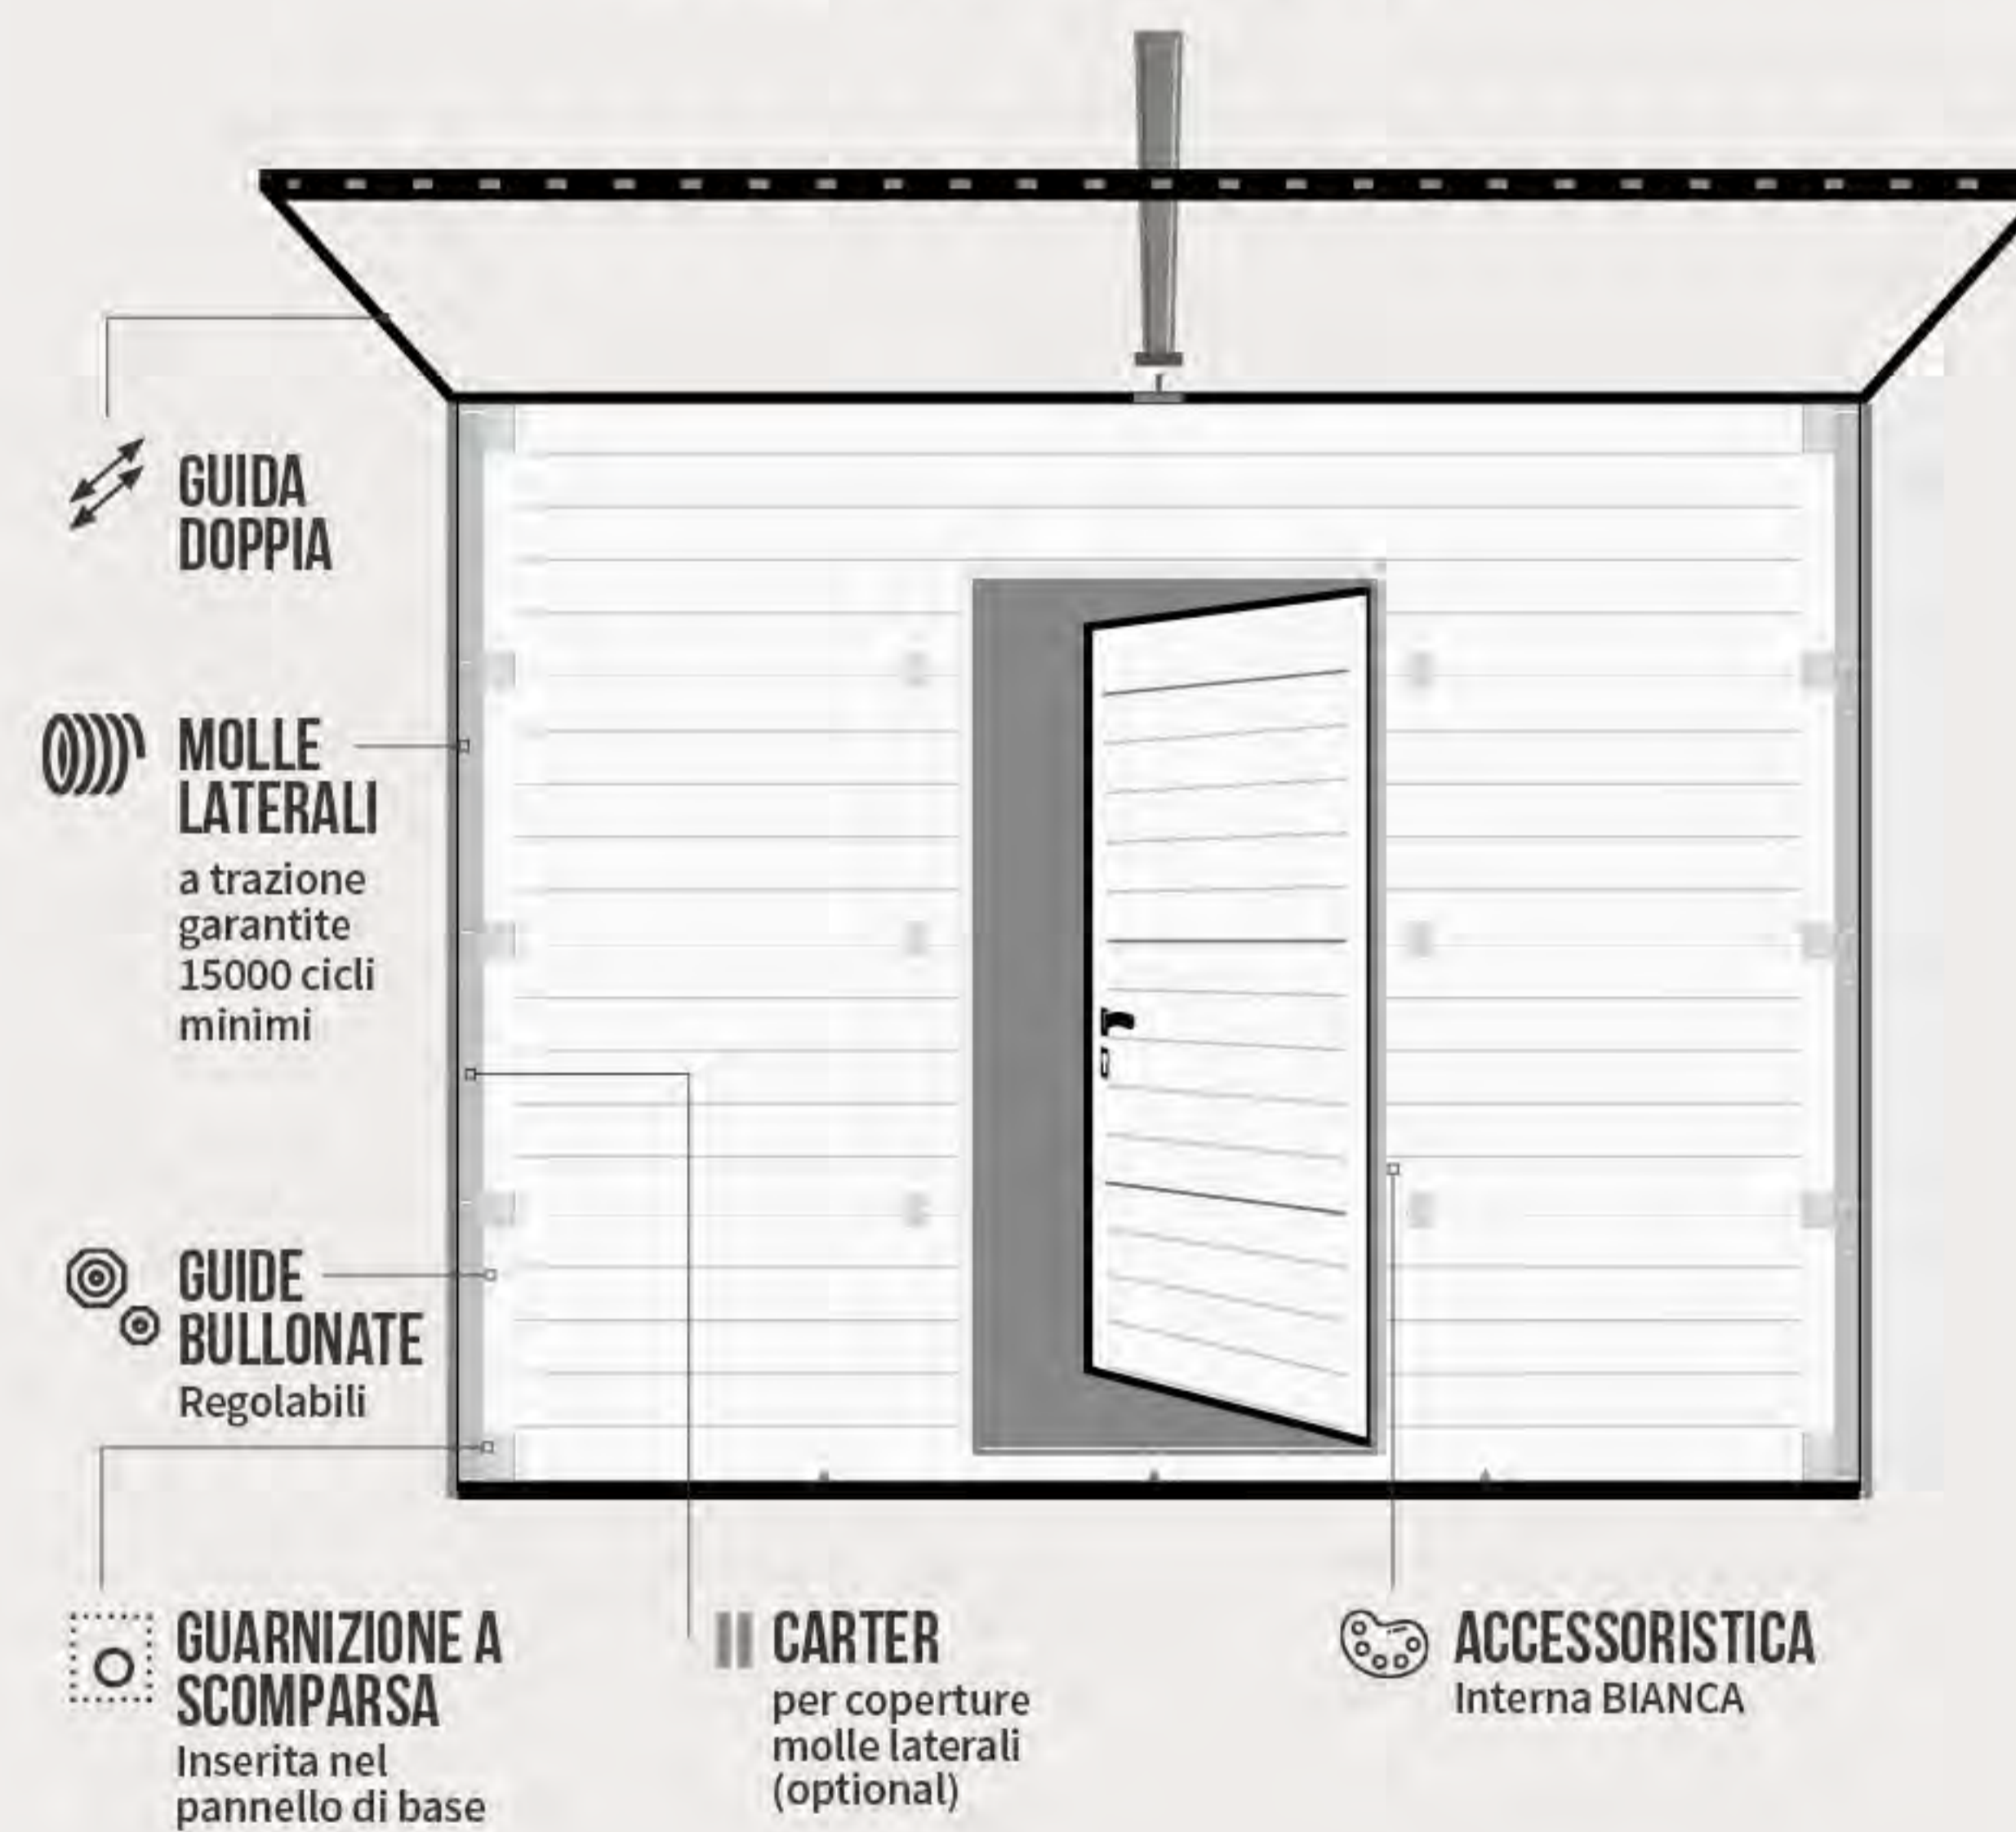 GUIDA
DOPPIA
MOLLE
LATERALI
a trazione
garantite
15000 cicli
minimi
GUIDE
BULLONATE
Regolabili
GUARNIZIONE A
SCOMPARSA
Inserita nel
pannello di base
CARTER
per coperture
molle laterali
(optional)
ACCESSORISTICA
Interna BIANCA